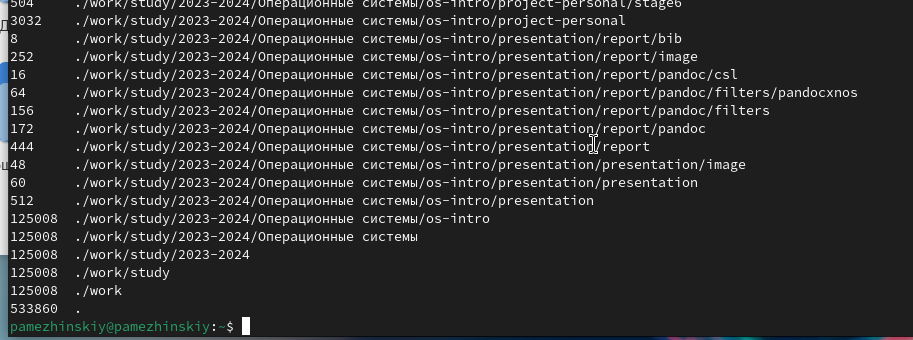 504 ./work/study/2023-2024/Операционные системы/os-intro/project-personal/stage6
3032 ./work/study/2023-2024/Операционные системы/os-intro/project-personal
8 ./work/study/2023-2024/Операционные системы/os-intro/presentation/report/bib
252 ./work/study/2023-2024/Операционные системы/os-intro/presentation/report/image
16 ./work/study/2023-2024/Операционные системы/os-intro/presentation/report/pandoc/csl
64 ./work/study/2023-2024/Операционные системы/os-intro/presentation/report/pandoc/filters/pandocxnos
156 ./work/study/2023-2024/Операционные системы/os-intro/presentation/report/pandoc/filters
172 ./work/study/2023-2024/Операционные системы/os-intro/presentation/report/pandoc
444 ./work/study/2023-2024/Операционные системы/os-intro/presentation/report
48 ./work/study/2023-2024/Операционные системы/os-intro/presentation/presentation/image
60 ./work/study/2023-2024/Операционные системы/os-intro/presentation/presentation
512 ./work/study/2023-2024/Операционные системы/os-intro/presentation
125008 ./work/study/2023-2024/Операционные системы/os-intro
125008 ./work/study/2023-2024/Операционные системы
125008 ./work/study/2023-2024
125008 ./work/study
125008 ./work
533860 .
pamezhinskiy@pamezhinskiy:~$